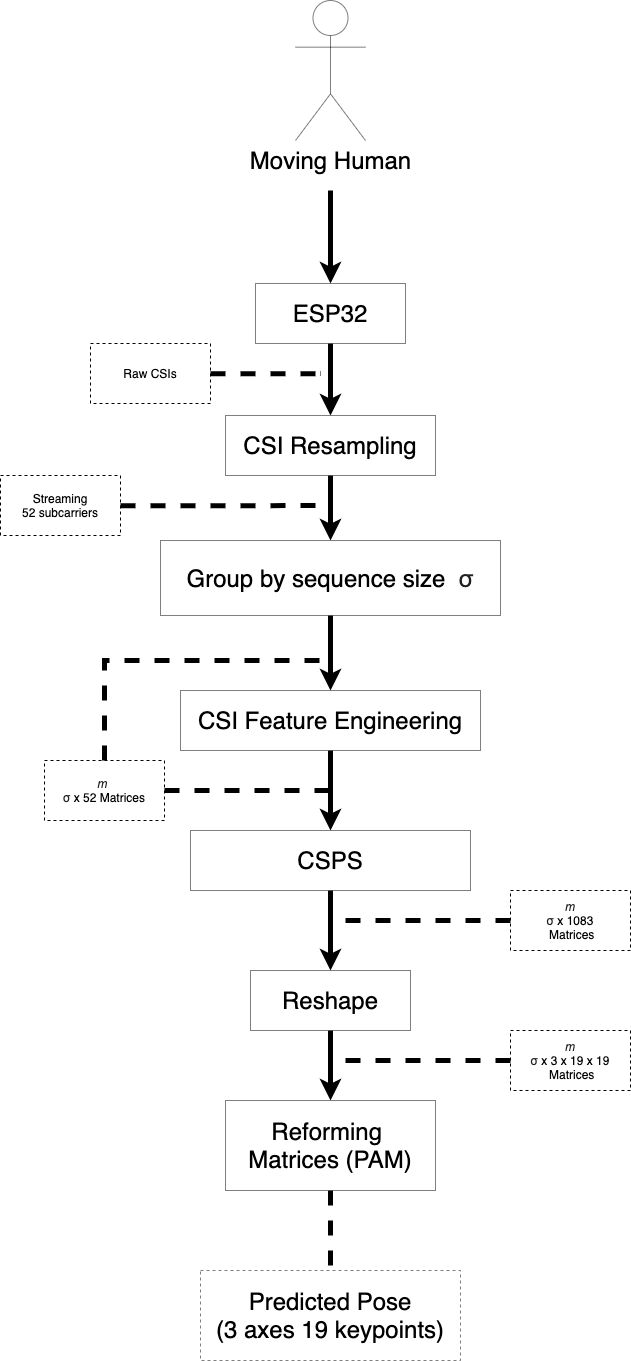 Moving Human
ESP32
Raw CSIs
CSI Resampling
Streaming
52 subcarriers
Group by sequence size σ
CSI Feature Engineering
m
σ x 52 Matrices
CSPS
m
σ x 1083
Matrices
Reshape
m
σ x 3 x 19 x 19
Matrices
Reforming
Matrices (PAM)
Predicted Pose
(3 axes 19 keypoints)